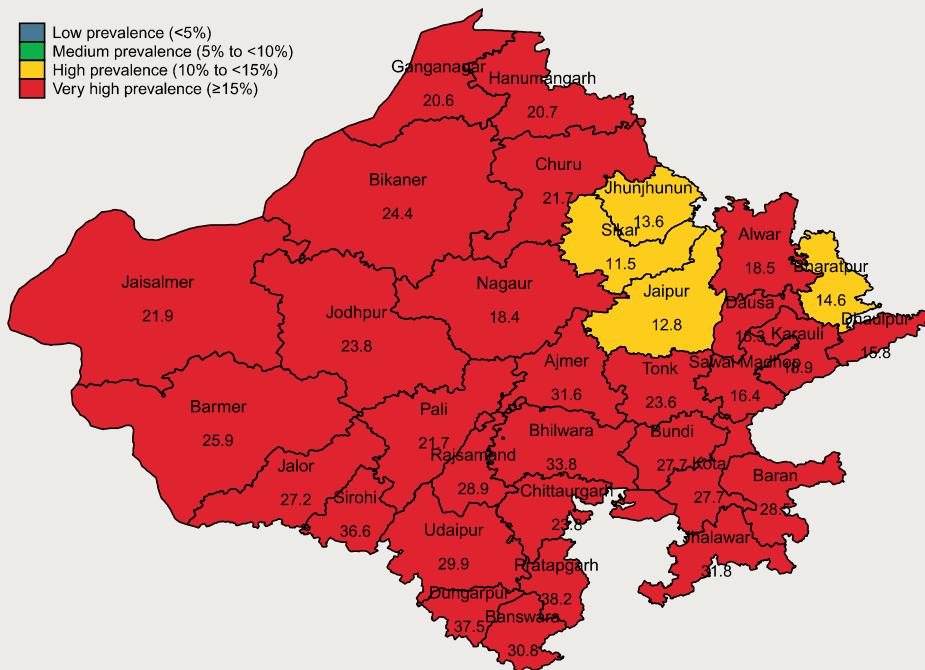 Low prevalence (<5%)
Medium prevalence (5% to <10%)
High prevalence (10% to <15%)
Very high prevalence (≥15%)
Ganganagar
20.6
Hanumangarh
20.7
Churu
21.7
Bikaner
24.4
Jhunjhunun
13.6
Sikar
11.5
Alwar
18.5
Bharatpur
14.6
Jaisalmer
21.9
Jodhpur
23.8
Nagaur
18.4
Jaipur
12.8
Dausa
Karauli
Dhaulpur
15.8
Ajmer
31.6
Tonk
23.6
Sawai Madhop
16.4
Barmer
25.9
Pali
21.7
Rajsamand
28.9
Bhilwara
33.8
Bundi
27.7
Kota
27.7
Baran
Jalor
27.2
Sirohi
36.6
Chittaurgarh
23.8
Udaipur
29.9
Jhalawar
31.8
Pratapgarh
38.2
Dungarpur
37.5
Banswara
30.8